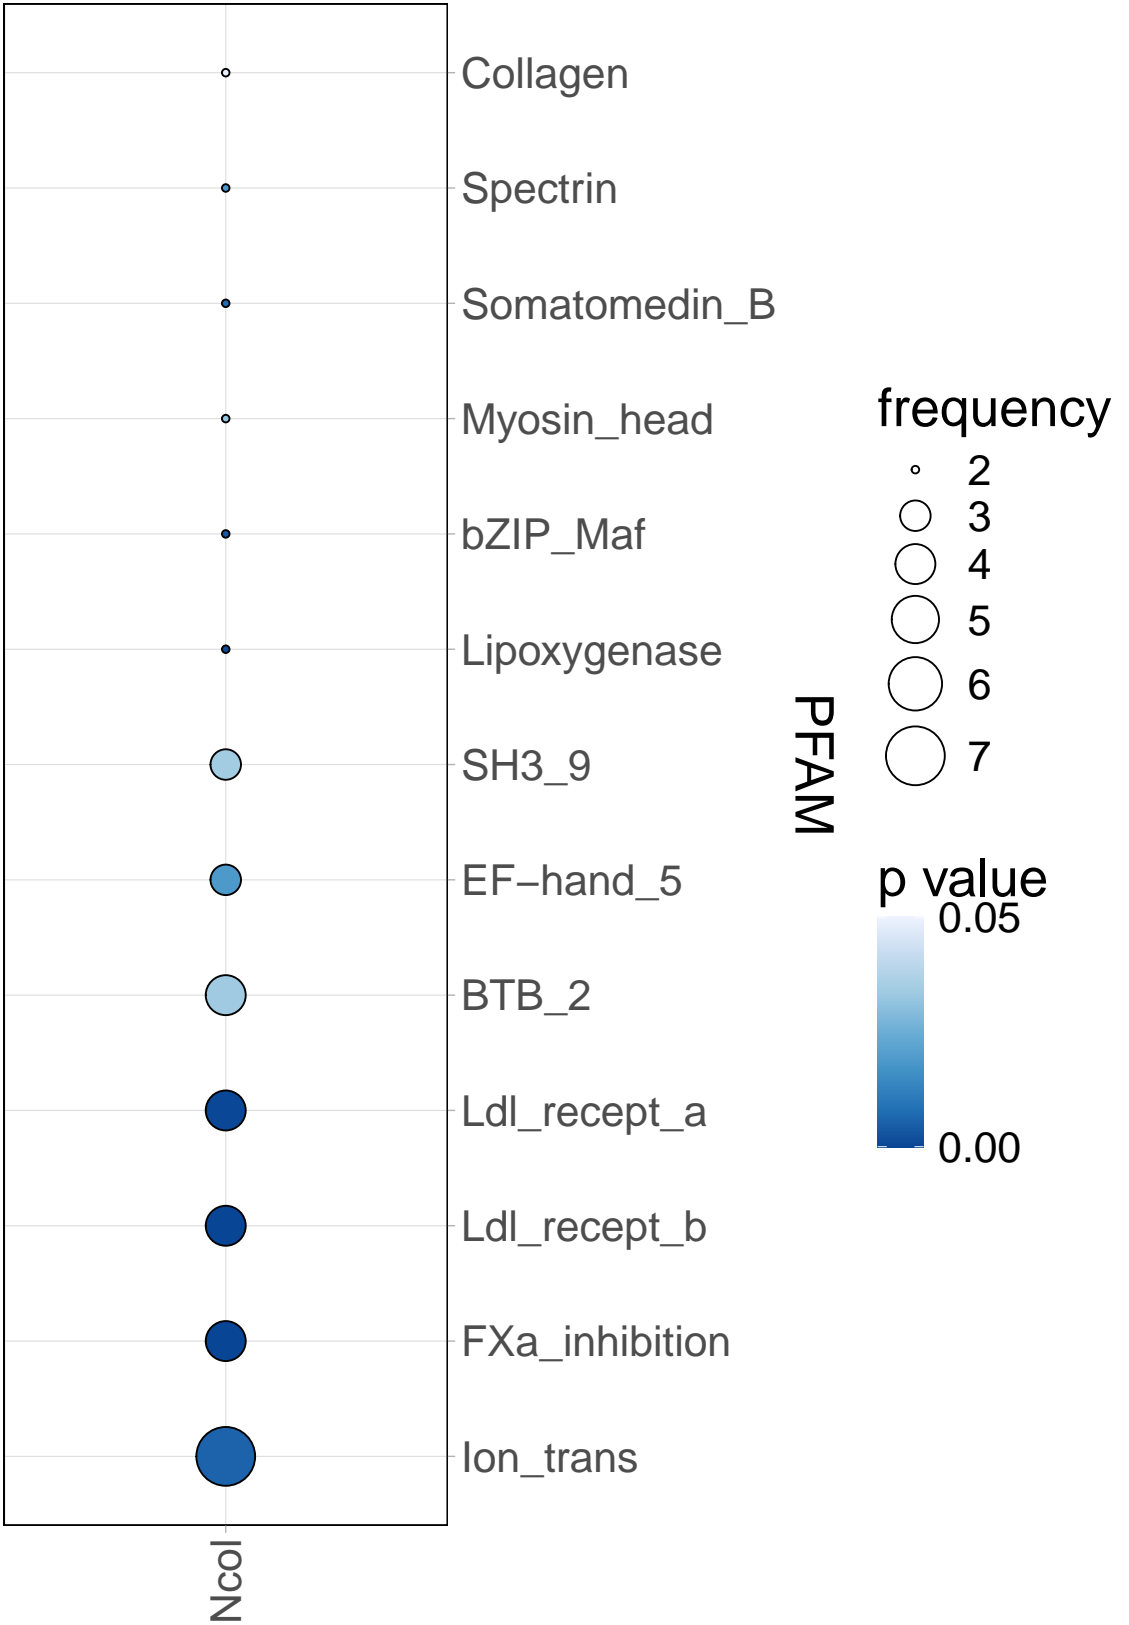 Collagen
Spectrin
Somatomedin_B
Myosin_head
bZIP_Maf
Lipoxygenase
SH3_9
EF−hand_5
BTB_2
Ldl_recept_a
Ldl_recept_b
FXa_inhibition
Ion_trans
Ncol
PFAM
frequency
2
3
4
5
6
7
p value
0.05
0.00